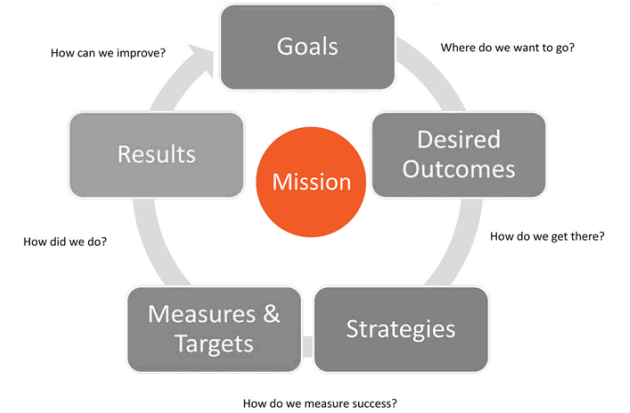 Goals
How can we improve?
Where do we want to go?
Results
Desired
Outcomes
Mission
How did we do?
How do we get there?
Measures &
Targets
Strategies
How do we measure success?